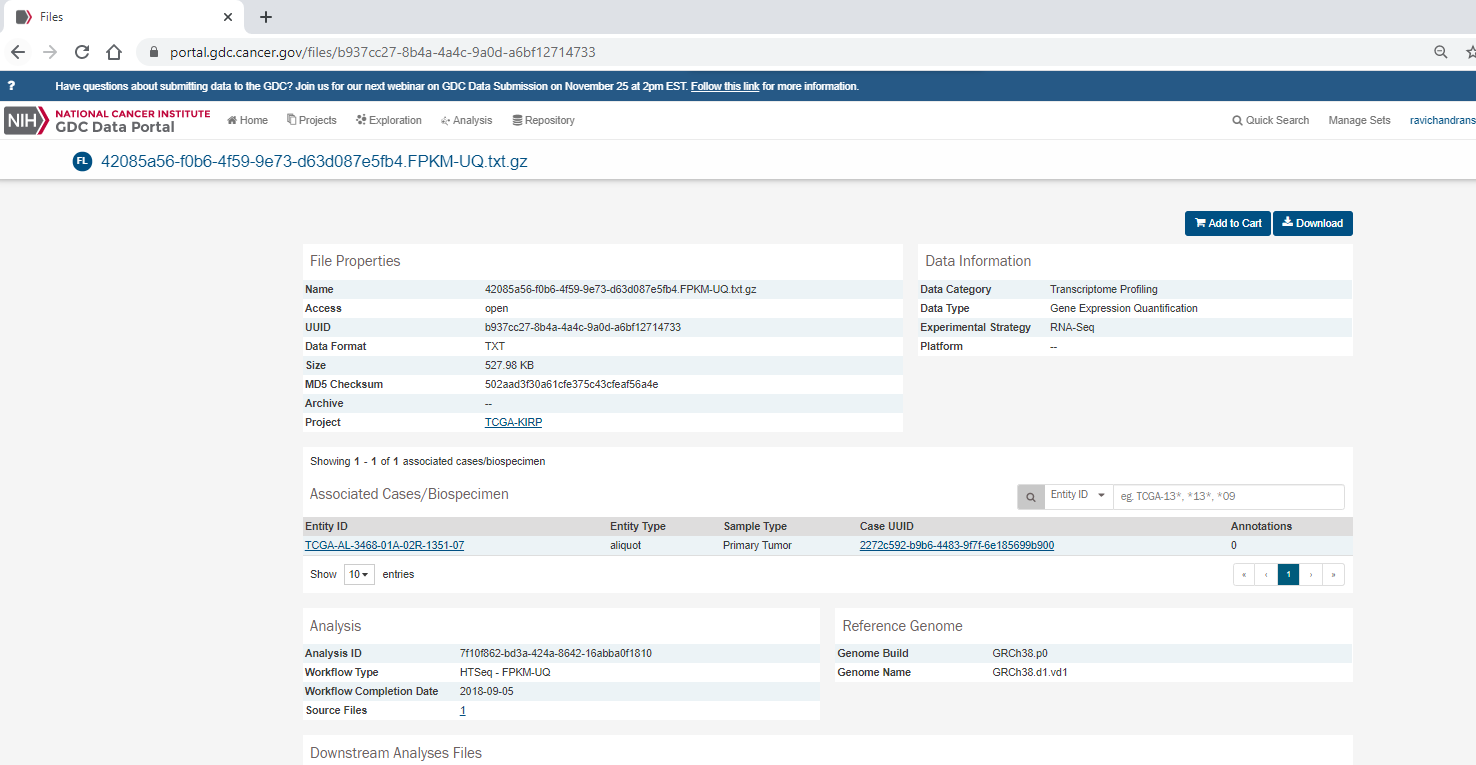 Files
portal.gdc.cancer.gov/files/b937cc27-8b4a-4a4c-9a0d-a6bf12714733
? Have questions about submitting data to the GDC? Join us for our next webinar on GDC Data Submission on November 25 at 2pm EST. Follow this link for more information.
NIH NATIONAL CANCER INSTITUTE
GDC Data Portal
Home Projects Exploration Analysis Repository Quick Search Manage Sets ravichandrans
FL 42085a56-f0b6-4f59-9e73-d63d087e5fb4.FPKM-UQ.txt.gz
Add to Cart Download
File Properties
Name 42085a56-f0b6-4f59-9e73-d63d087e5fb4.FPKM-UQ.txt.gz
Access open
UUID b937cc27-8b4a-4a4c-9a0d-a6bf12714733
Data Format TXT
Size 527.98 KB
MD5 Checksum 502aad3f30a61cfe375c43cfeaf56a4e
Archive --
Project TCGA-KIRP
Data Information
Data Category Transcriptome Profiling
Data Type Gene Expression Quantification
Experimental Strategy RNA-Seq
Platform --
Showing 1 - 1 of 1 associated cases/biospecimen
Associated Cases/Biospecimen
Entity ID eg. TCGA-13*, *13*, *09
Entity ID Entity Type Sample Type Case UUID Annotations
TCGA-AL-3468-01A-02R-1351-07 aliquot Primary Tumor 2272c592-b9b6-4483-9f7f-6e185699b900 0
Show 10 entries « ‹ 1 › »
Analysis
Analysis ID 7f10f862-bd3a-424a-8642-16abba0f1810
Workflow Type HTSeq - FPKM-UQ
Workflow Completion Date 2018-09-05
Source Files 1
Reference Genome
Genome Build GRCh38.p0
Genome Name GRCh38.d1.vd1
Downstream Analyses Files